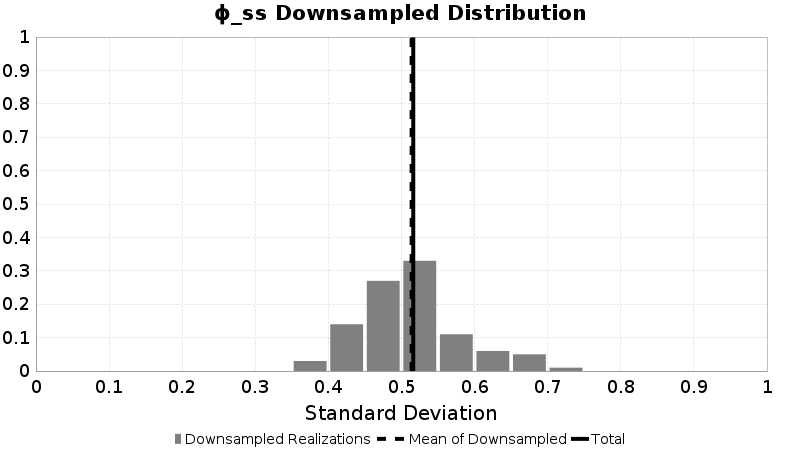 ϕ_ss Downsampled Distribution
1
0.9
0.8
0.7
0.6
0.5
0.4
0.3
0.2
0.1
0
0 0.1 0.2 0.3 0.4 0.5 0.6 0.7 0.8 0.9 1
Standard Deviation
Downsampled Realizations Mean of Downsampled Total